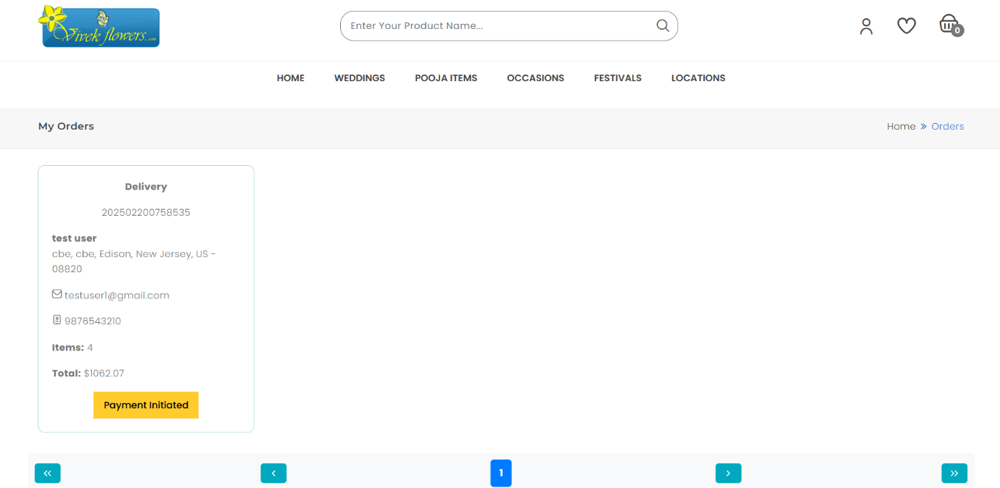 Vivek flowers.com
Enter Your Product Name...
0
HOME WEDDINGS POOJA ITEMS OCCASIONS FESTIVALS LOCATIONS
My Orders
Home » Orders
Delivery
202502200758535
test user
cbe, cbe, Edison, New Jersey, US -
08820
testuser1@gmail.com
9876543210
Items: 4
Total: $1062.07
Payment Initiated
« ‹ 1 › »